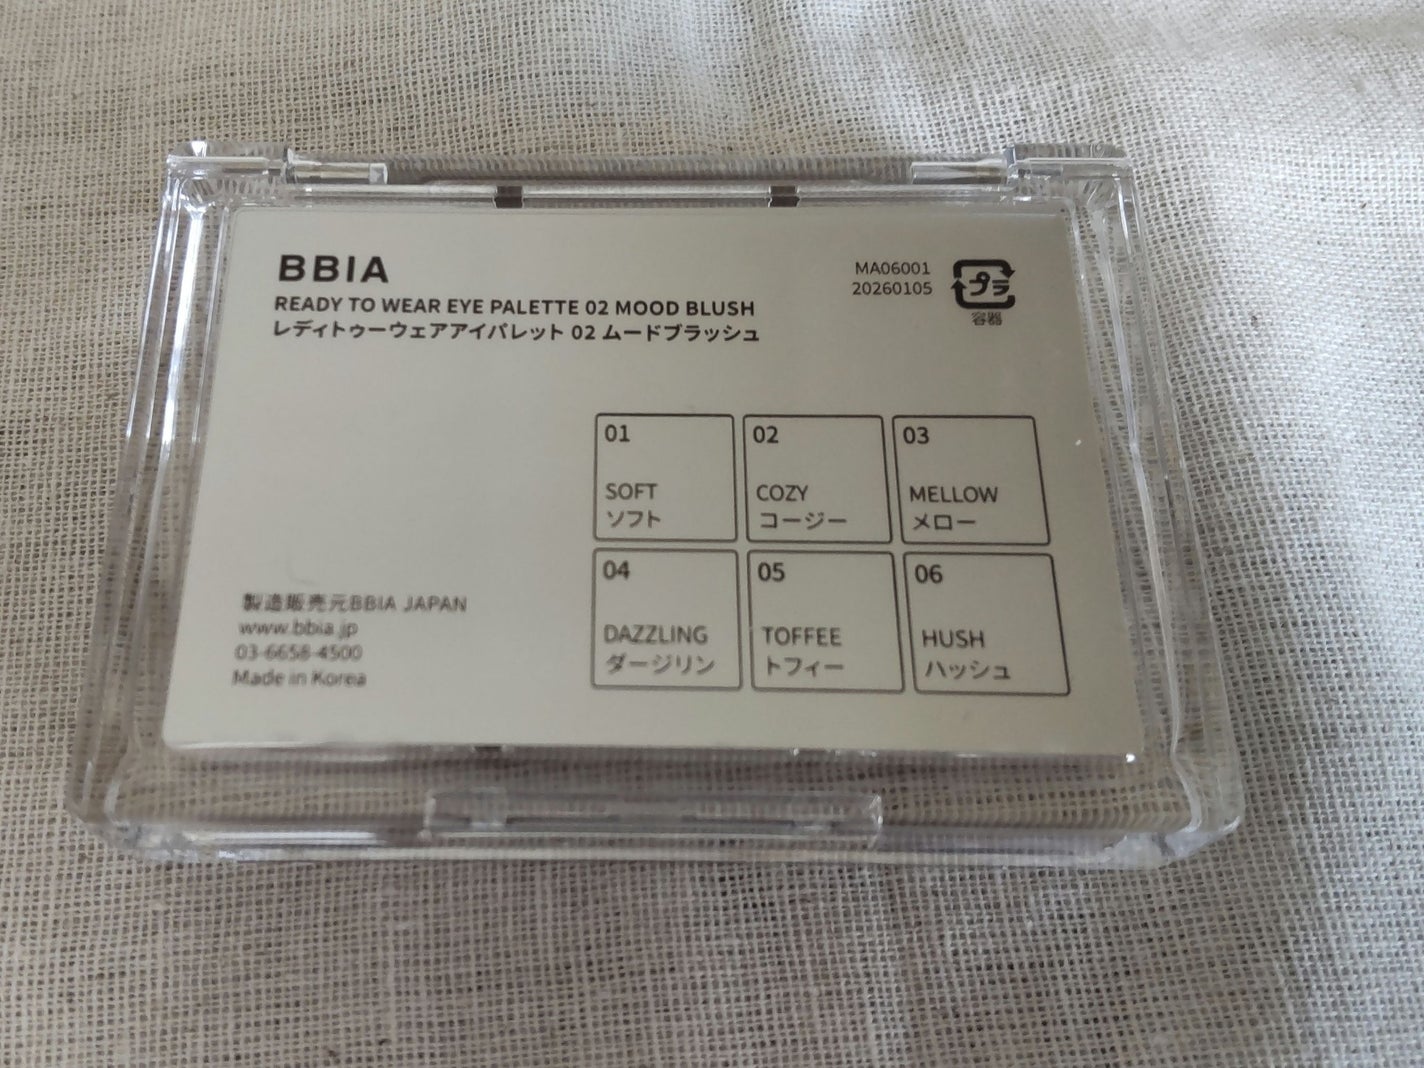 BBIA
READY TO WEAR EYE PALETTE 02 MOOD BLUSH
レディトゥーウェアアイパレット 02 ムードブラッシュ
MA06001
20260105
プラ
容器
01
SOFT
ソフト
02
COZY
コージー
03
MELLOW
メロー
04
DAZZLING
ダージリン
05
TOFFEE
トフィー
06
HUSH
ハッシュ
製造販売元BBIA JAPAN
www.bbia.jp
03-6658-4500
Made in Korea